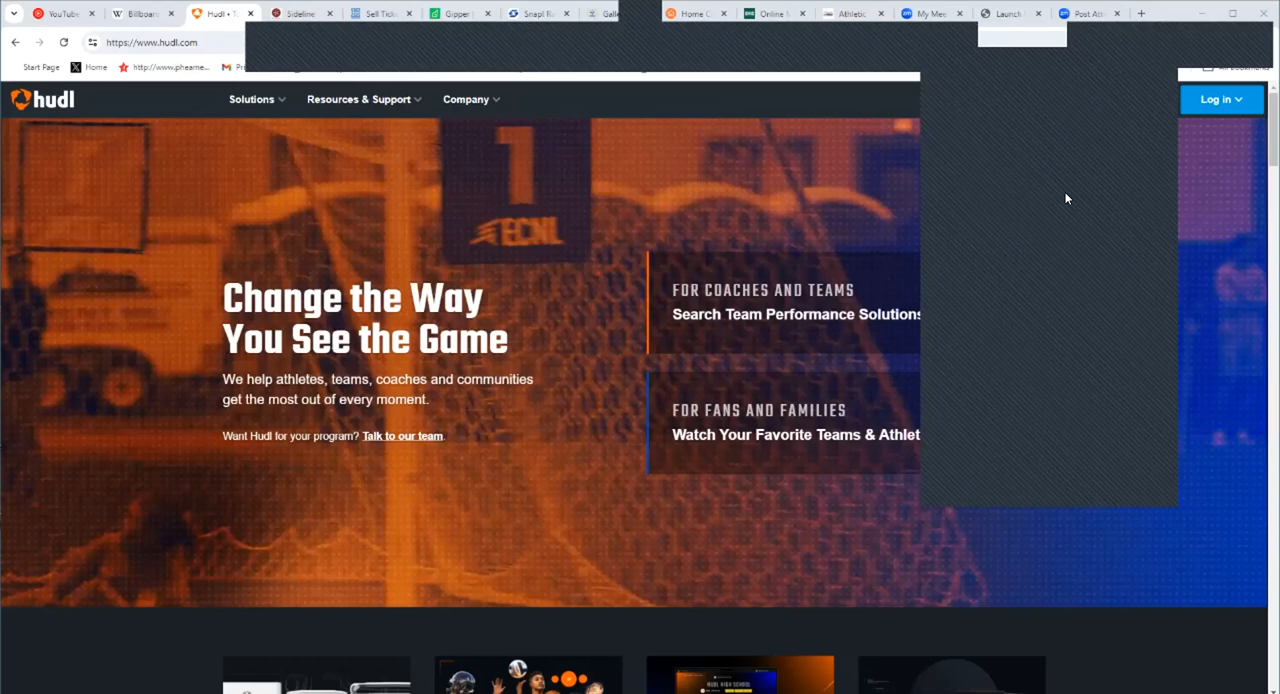 YouTube
Billboar
Hudl • T
Sideline
Sell Tick
Gipper
Snap! R
Gall
Home C
Online M
Athletic
My Mee
Launch
Post Att
https://www.hudl.com
Start Page
Home
http://www.pheame...
hudl
Solutions
Resources & Support
Company
Log in
1
ECNL
Change the Way
You See the Game
We help athletes, teams, coaches and communities
get the most out of every moment.
Want Hudl for your program? Talk to our team.
FOR COACHES AND TEAMS
Search Team Performance Solutions
FOR FANS AND FAMILIES
Watch Your Favorite Teams & Athlet
HUDL HIGH SCHOOL